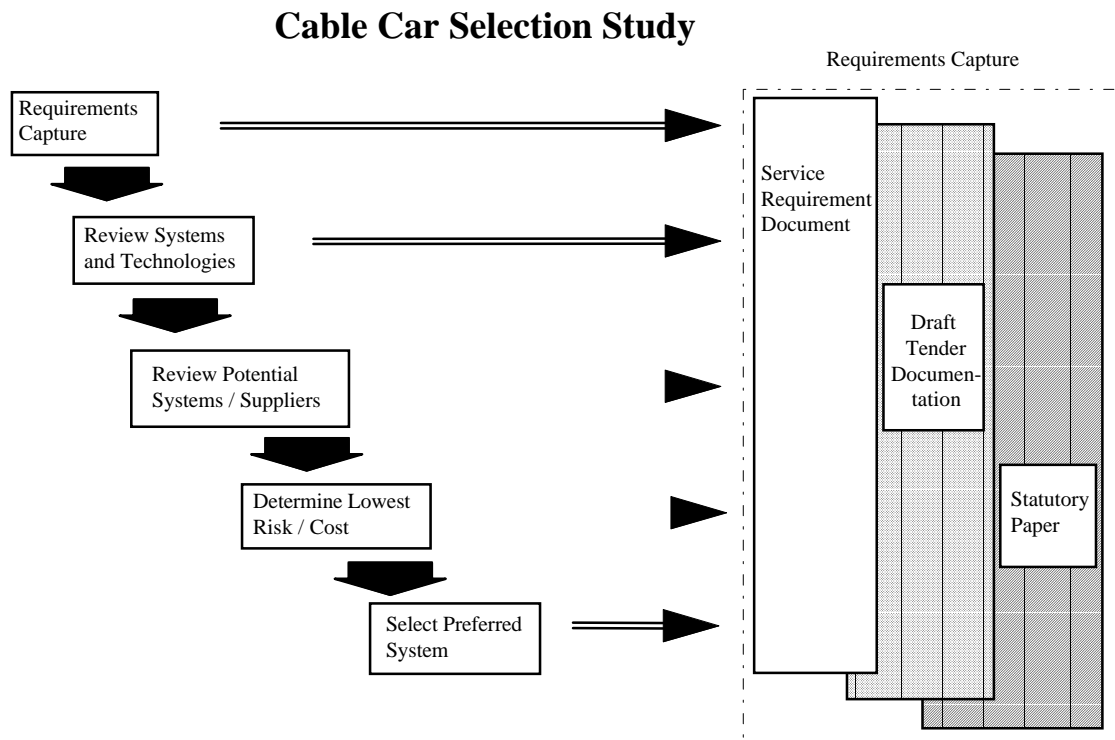 Cable Car Selection Study
Requirements Capture
Requirements
Capture
Service
Requirement
Document
Review Systems
and Technologies
Draft
Tender
Documen-
tation
Review Potential
Systems / Suppliers
Determine Lowest
Risk / Cost
Statutory
Paper
Select Preferred
System